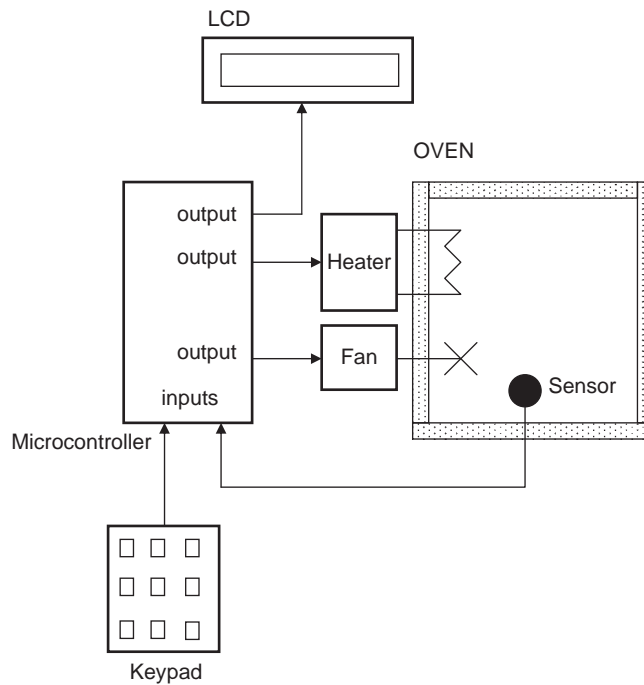 LCD
OVEN
output
output
Heater
output
Fan
Sensor
inputs
Microcontroller
Keypad